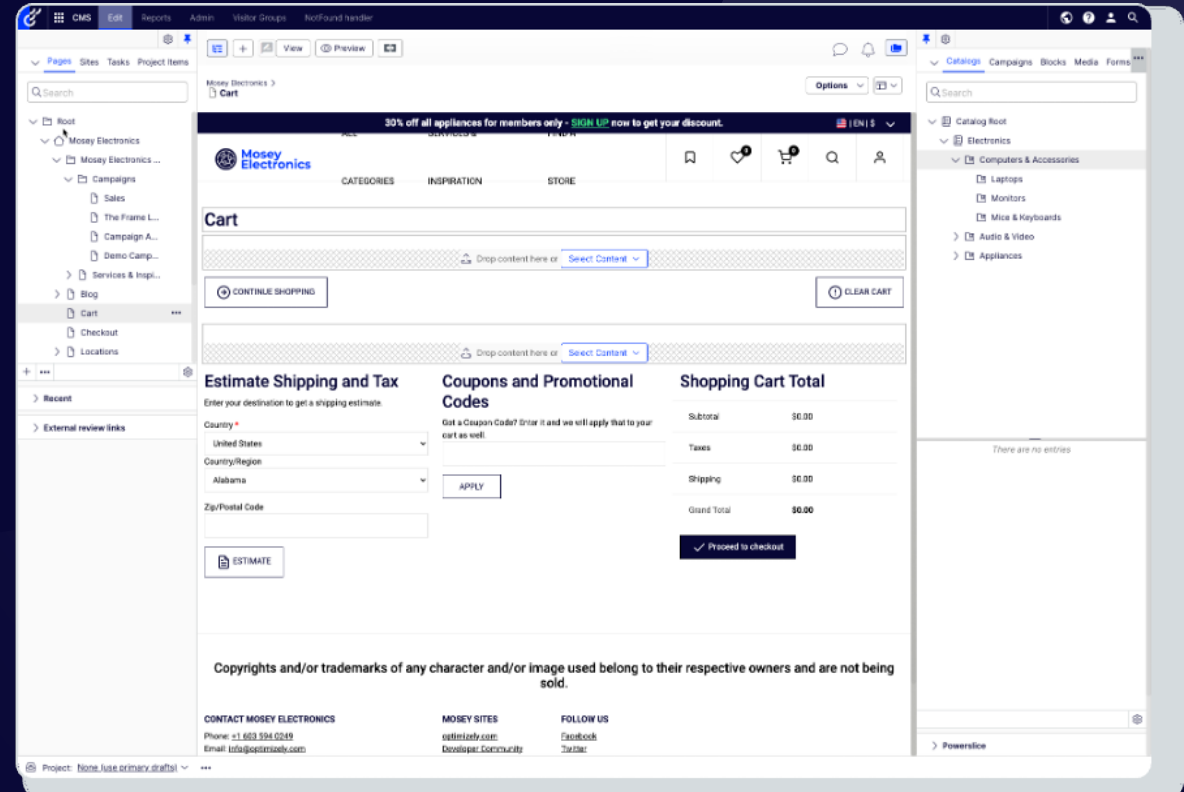 CMS Edit Reports Admin Visitor Groups NotFound handler
Pages Sites Tasks Project Items
Search
Root
Mosey Electronics
Mosey Electronics ...
Campaigns
Sales
The Frame L...
Campaign A...
Demo Camp...
Services & Inspi...
Blog
Cart
Checkout
Locations
Recent
External review links
View Preview
Mosey Electronics >
Cart
Options
30% off all appliances for members only - SIGN UP now to get your discount.
| EN | $
Mosey
Electronics
ALL SERVICES & FIND A
CATEGORIES INSPIRATION STORE
0 0
Cart
Drop content here or Select Content
CONTINUE SHOPPING CLEAR CART
Drop content here or Select Content
Estimate Shipping and Tax
Enter your destination to get a shipping estimate.
Country *
United States
Country/Region
Alabama
Zip/Postal Code
ESTIMATE
Coupons and Promotional
Codes
Got a Coupon Code? Enter it and we will apply that to your
cart as well.
APPLY
Shopping Cart Total
Subtotal $0.00
Taxes $0.00
Shipping $0.00
Grand Total $0.00
Proceed to checkout
Copyrights and/or trademarks of any character and/or image used belong to their respective owners and are not being
sold.
CONTACT MOSEY ELECTRONICS
Phone: +1 603 594 0249
Email: info@optimizely.com
MOSEY SITES
optimizely.com
Developer Community
FOLLOW US
Facebook
Twitter
Catalogs Campaigns Blocks Media Forms
Search
Catalog Root
Electronics
Computers & Accessories
Laptops
Monitors
Mice & Keyboards
Audio & Video
Appliances
There are no entries
Powerslice
Project: None (use primary drafts)